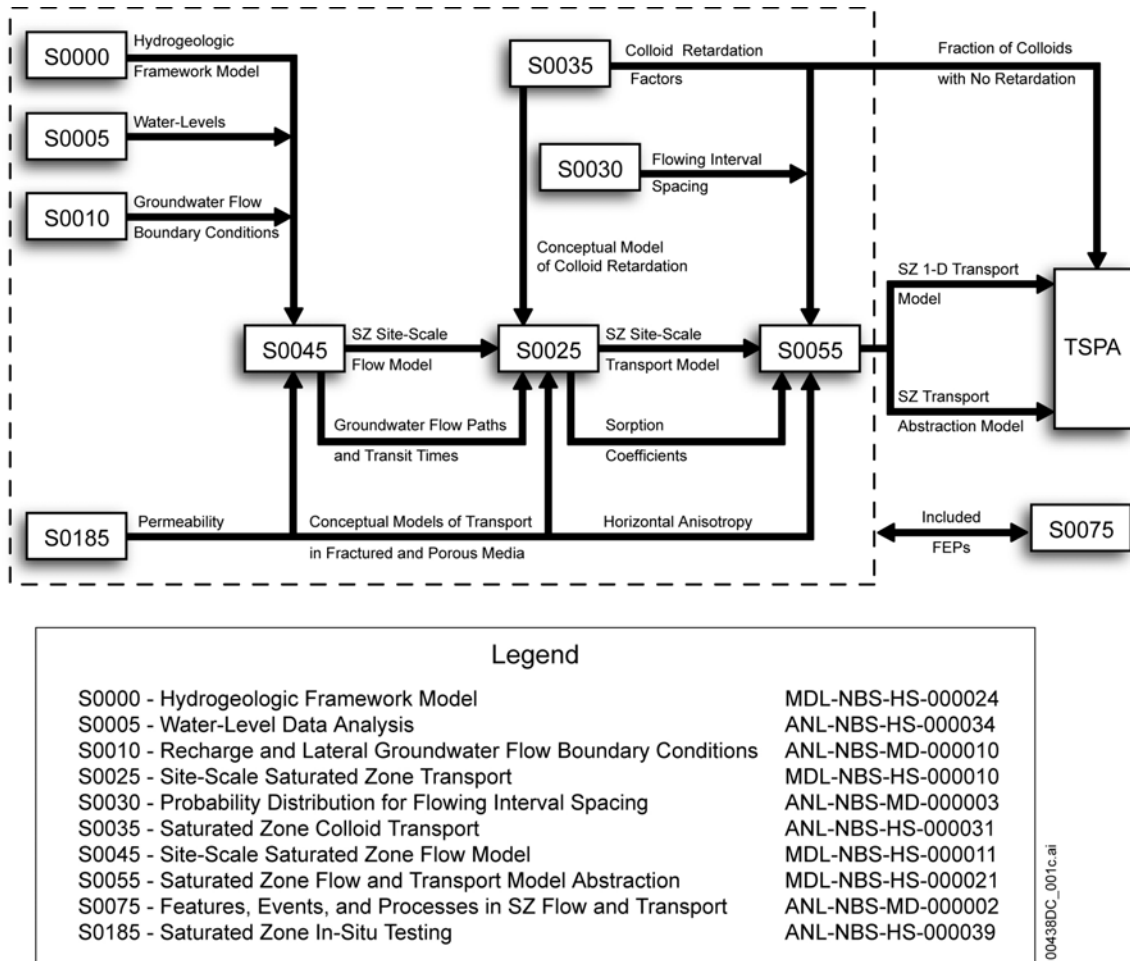 S0000
Hydrogeologic
Framework Model
S0005
Water-Levels
S0010
Groundwater Flow
Boundary Conditions
S0035
Colloid Retardation
Factors
Fraction of Colloids
with No Retardation
S0030
Flowing Interval
Spacing
Conceptual Model
of Colloid Retardation
S0045
SZ Site-Scale
Flow Model
S0025
SZ Site-Scale
Transport Model
S0055
SZ 1-D Transport
Model
TSPA
SZ Transport
Abstraction Model
Groundwater Flow Paths
and Transit Times
Sorption
Coefficients
S0185
Permeability
Conceptual Models of Transport
in Fractured and Porous Media
Horizontal Anisotropy
Included
FEPs
S0075
Legend
S0000 - Hydrogeologic Framework Model MDL-NBS-HS-000024
S0005 - Water-Level Data Analysis ANL-NBS-HS-000034
S0010 - Recharge and Lateral Groundwater Flow Boundary Conditions ANL-NBS-MD-000010
S0025 - Site-Scale Saturated Zone Transport MDL-NBS-HS-000010
S0030 - Probability Distribution for Flowing Interval Spacing ANL-NBS-MD-000003
S0035 - Saturated Zone Colloid Transport ANL-NBS-HS-000031
S0045 - Site-Scale Saturated Zone Flow Model MDL-NBS-HS-000011
S0055 - Saturated Zone Flow and Transport Model Abstraction MDL-NBS-HS-000021
S0075 - Features, Events, and Processes in SZ Flow and Transport ANL-NBS-MD-000002
S0185 - Saturated Zone In-Situ Testing ANL-NBS-HS-000039
00438DC_001c.ai